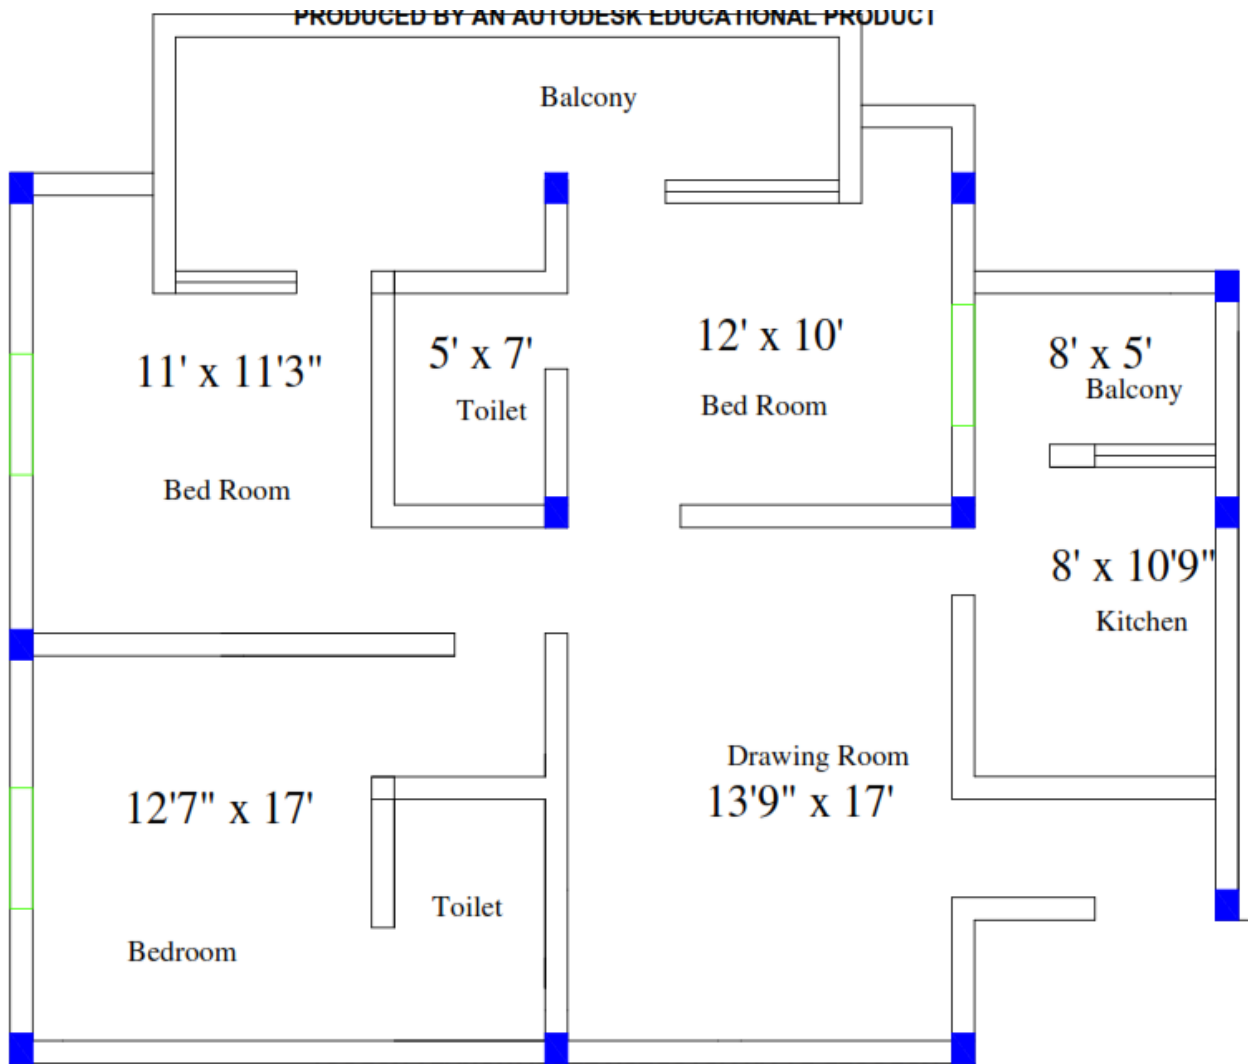 PRODUCED BY AN AUTODESK EDUCATIONAL PRODUCT
Balcony
11' x 11'3"
Bed Room
5' x 7'
Toilet
12' x 10'
Bed Room
8' x 5'
Balcony
8' x 10'9"
Kitchen
Drawing Room
13'9" x 17'
12'7" x 17'
Bedroom
Toilet